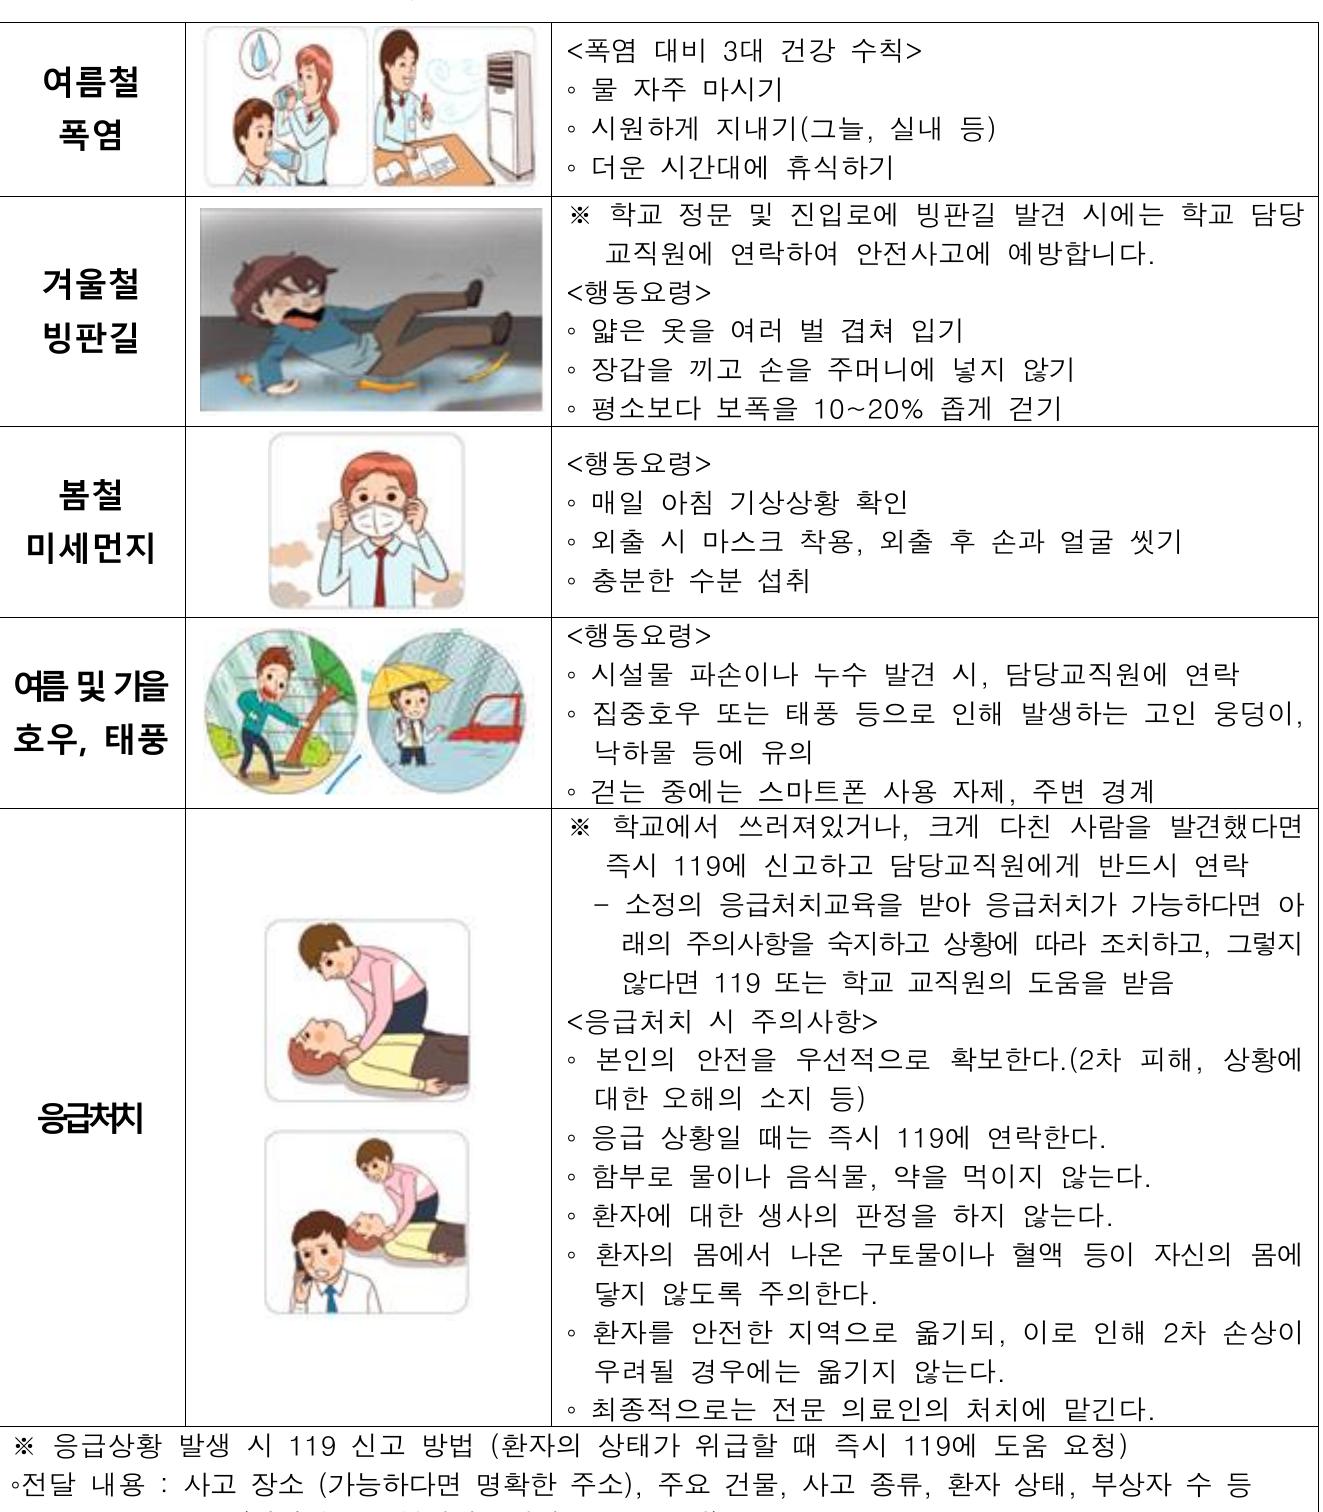 여름철
폭염
<폭염 대비 3대 건강 수칙>
◦ 물 자주 마시기
◦ 시원하게 지내기(그늘, 실내 등)
◦ 더운 시간대에 휴식하기
겨울철
빙판길
※ 학교 정문 및 진입로에 빙판길 발견 시에는 학교 담당
교직원에 연락하여 안전사고에 예방합니다.
<행동요령>
◦ 얇은 옷을 여러 벌 겹쳐 입기
◦ 장갑을 끼고 손을 주머니에 넣지 않기
◦ 평소보다 보폭을 10~20% 좁게 걷기
봄철
미세먼지
<행동요령>
◦ 매일 아침 기상상황 확인
◦ 외출 시 마스크 착용, 외출 후 손과 얼굴 씻기
◦ 충분한 수분 섭취
여름 및 가을
호우, 태풍
<행동요령>
◦ 시설물 파손이나 누수 발견 시, 담당교직원에 연락
◦ 집중호우 또는 태풍 등으로 인해 발생하는 고인 웅덩이,
낙하물 등에 유의
◦ 걷는 중에는 스마트폰 사용 자제, 주변 경계
응급처치
※ 학교에서 쓰러져있거나, 크게 다친 사람을 발견했다면
즉시 119에 신고하고 담당교직원에게 반드시 연락
- 소정의 응급처치교육을 받아 응급처치가 가능하다면 아
래의 주의사항을 숙지하고 상황에 따라 조치하고, 그렇지
않다면 119 또는 학교 교직원의 도움을 받음
<응급처치 시 주의사항>
◦ 본인의 안전을 우선적으로 확보한다.(2차 피해, 상황에
대한 오해의 소지 등)
◦ 응급 상황일 때는 즉시 119에 연락한다.
◦ 함부로 물이나 음식물, 약을 먹이지 않는다.
◦ 환자에 대한 생사의 판정을 하지 않는다.
◦ 환자의 몸에서 나온 구토물이나 혈액 등이 자신의 몸에
닿지 않도록 주의한다.
◦ 환자를 안전한 지역으로 옮기되, 이로 인해 2차 손상이
우려될 경우에는 옮기지 않는다.
◦ 최종적으로는 전문 의료인의 처치에 맡긴다.
※ 응급상황 발생 시 119 신고 방법 (환자의 상태가 위급할 때 즉시 119에 도움 요청)
◦전달 내용 : 사고 장소 (가능하다면 명확한 주소), 주요 건물, 사고 종류, 환자 상태, 부상자 수 등